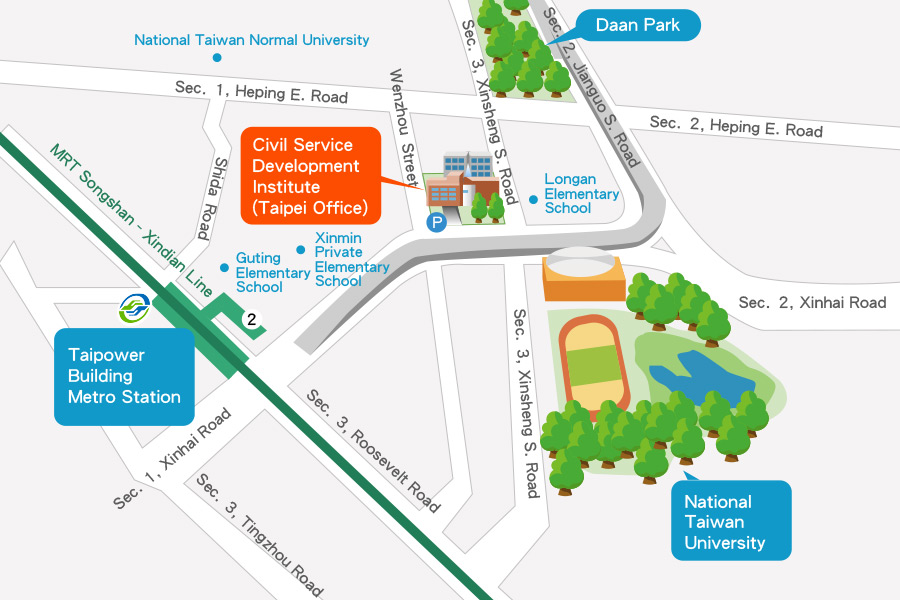 National Taiwan Normal University
Daan Park
Sec. 3, Xinsheng S. Road
Sec. 2, Jianguo S. Road
Sec. 1, Heping E. Road
Sec. 2, Heping E. Road
Wenzhou Street
MRT Songshan - Xindian Line
Shida Road
Civil Service
Development
Institute
(Taipei Office)
P
Longan
Elementary
School
Xinmin
Private
Elementary
School
Guting
Elementary
School
2
Sec. 2, Xinhai Road
Taipower
Building
Metro Station
Sec. 3, Xinsheng S. Road
Sec. 3, Roosevelt Road
Sec. 1, Xinhai Road
Sec. 3, Tingzhou Road
National
Taiwan
University